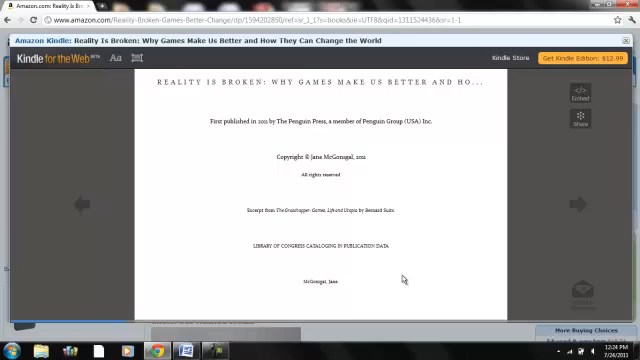 Amazon.com: Reality Is Bro
www.amazon.com/Reality-Broken-Games-Better-Change/dp/1594202850/ref=sr_1_1?s=books&ie=UTF8&qid=1311524436&sr=1-1
Amazon Kindle: Reality Is Broken: Why Games Make Us Better and How They Can Change the World
Kindle for the Web BETA
Aa
Kindle Store
Get Kindle Edition: $12.99
REALITY IS BROKEN: WHY GAMES MAKE US BETTER AND HO...
</>
Embed
First published in 2011 by The Penguin Press, a member of Penguin Group (USA) Inc.
Share
Copyright © Jane McGonigal, 2011
All rights reserved
Excerpt from The Grasshopper: Games, Life and Utopia by Bernard Suits.
LIBRARY OF CONGRESS CATALOGING IN PUBLICATION DATA
McGonigal, Jane.
More Buying Choices
12:24 PM
7/24/2011